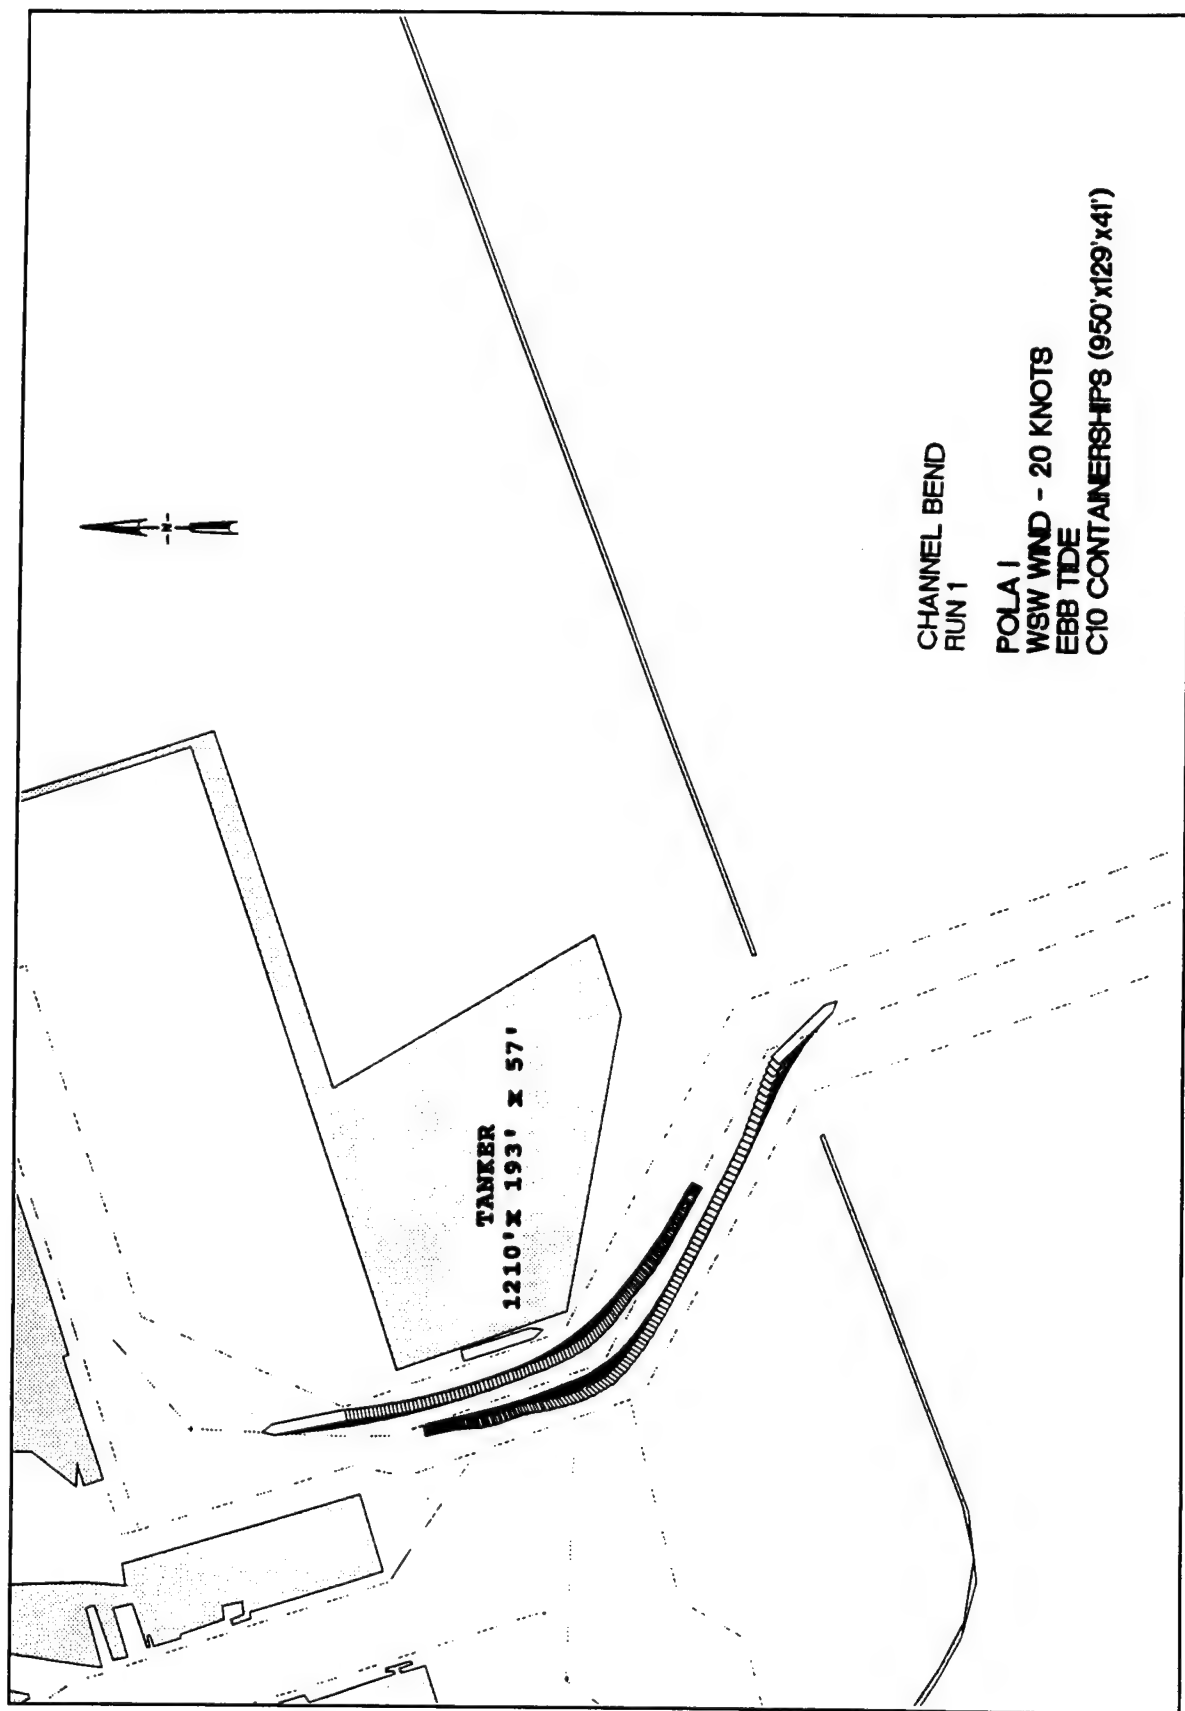 -N-
TANKER
1210'X 193' X 57'
CHANNEL BEND
RUN 1
POLA I
WSW WIND - 20 KNOTS
EBB TIDE
C10 CONTAINERSHIPS (950'x129'x41')